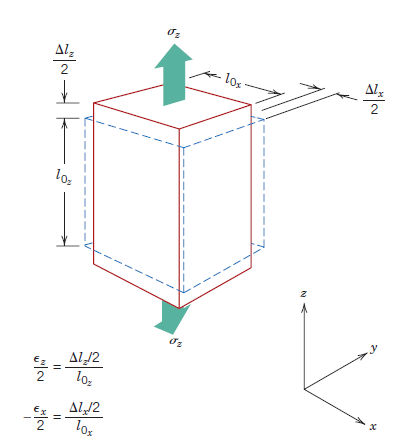 σz
Δlz
2
l0x
Δlx
2
l0z
σz
z
y
x
ϵz/2 = Δlz/2 / l0z
−ϵx/2 = Δlx/2 / l0x